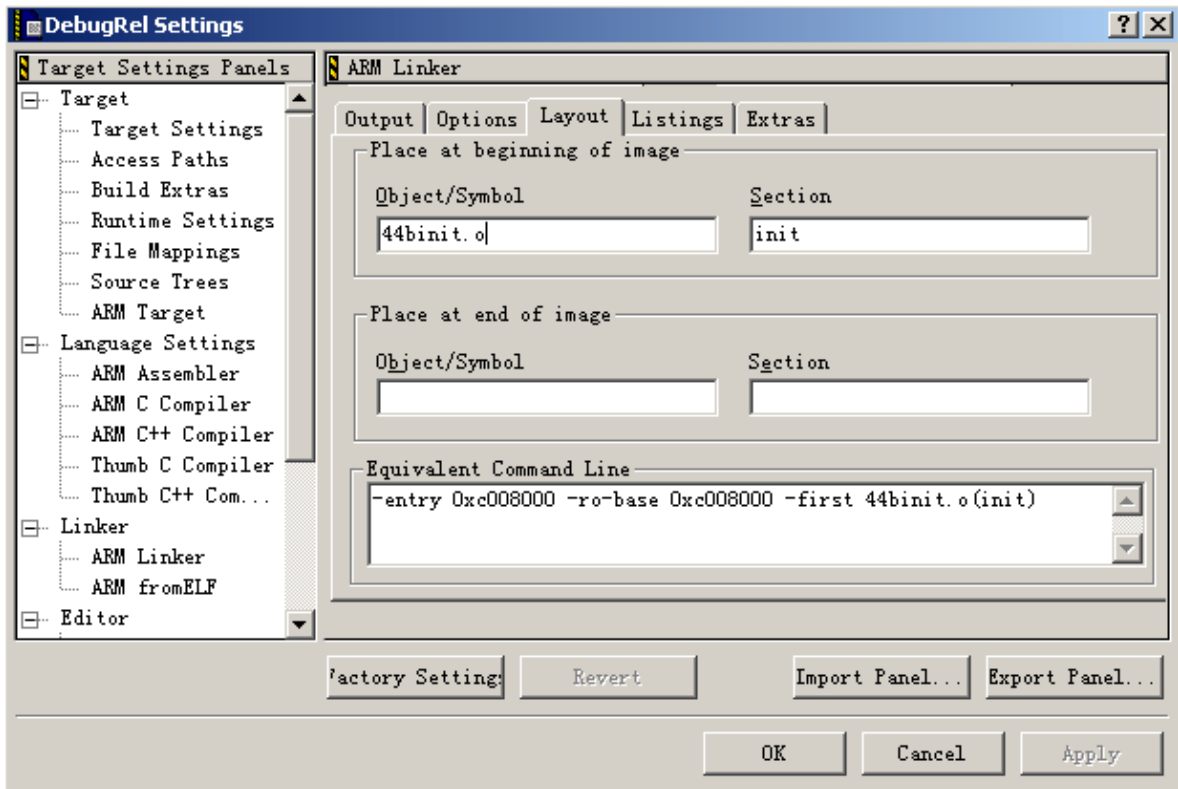 DebugRel Settings
Target Settings Panels
Target
Target Settings
Access Paths
Build Extras
Runtime Settings
File Mappings
Source Trees
ARM Target
Language Settings
ARM Assembler
ARM C Compiler
ARM C++ Compiler
Thumb C Compiler
Thumb C++ Com...
Linker
ARM Linker
ARM fromELF
Editor
ARM Linker
Output Options Layout Listings Extras
Place at beginning of image
Object/Symbol Section
44binit.o init
Place at end of image
Object/Symbol Section
Equivalent Command Line
-entry 0xc008000 -ro-base 0xc008000 -first 44binit.o(init)
Factory Settings Revert Import Panel... Export Panel...
OK Cancel Apply